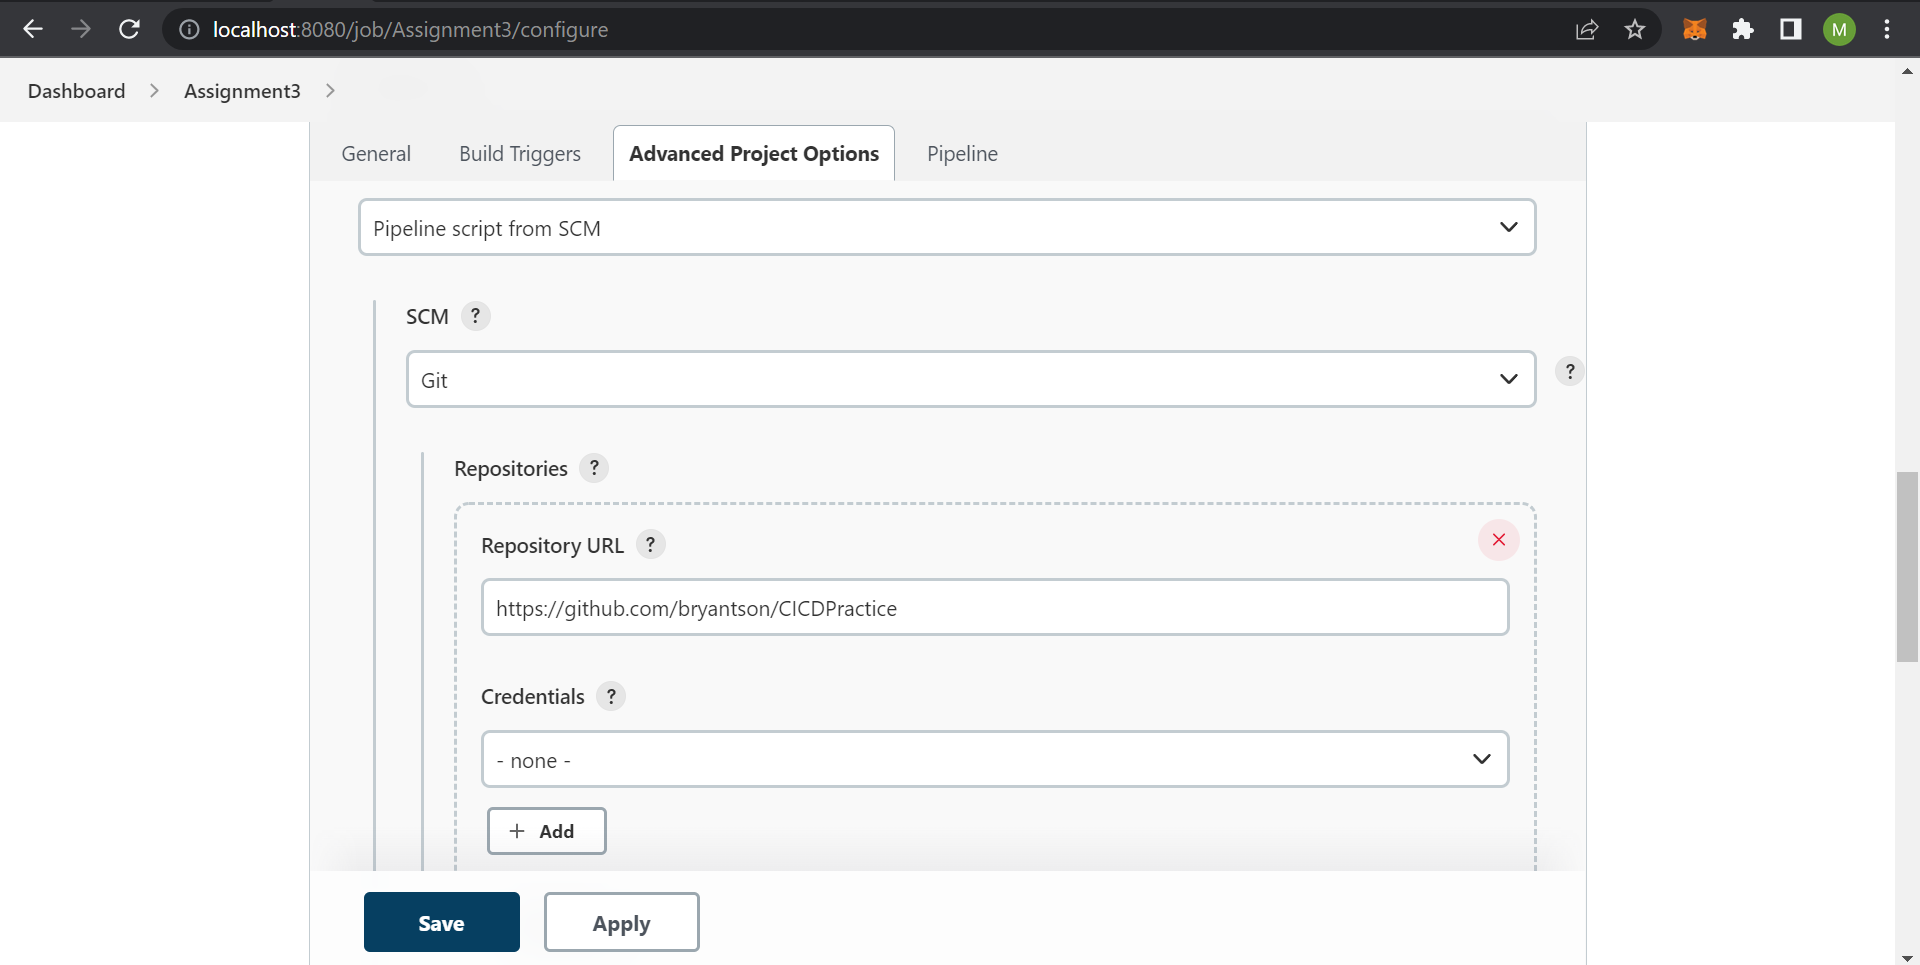 localhost:8080/job/Assignment3/configure
M
Dashboard Assignment3
General Build Triggers Advanced Project Options Pipeline
Pipeline script from SCM
SCM ?
Git
?
Repositories ?
Repository URL ?
https://github.com/bryantson/CICDPractice
Credentials ?
- none -
+ Add
Save Apply